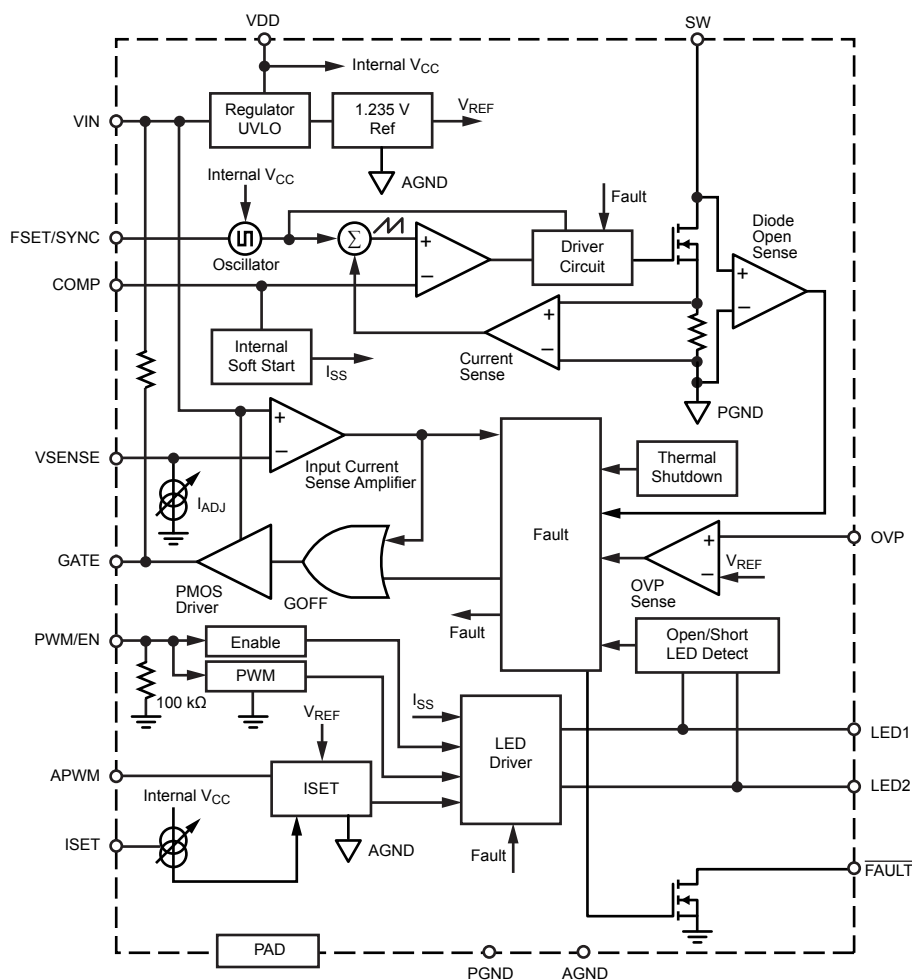 VDD
SW
Internal VCC
VIN
Regulator
UVLO
1.235 V
Ref
VREF
AGND
Internal VCC
Fault
Diode
Open
Sense
FSET/SYNC
Oscillator
Σ
+
−
Driver
Circuit
+
−
COMP
Internal
Soft Start
ISS
+
−
Current
Sense
PGND
+
−
Input Current
Sense Amplifier
VSENSE
IADJ
Thermal
Shutdown
Fault
GATE
PMOS
Driver
GOFF
+
−
VREF
OVP
OVP
Sense
Fault
PWM/EN
Enable
PWM
100 kΩ
Open/Short
LED Detect
ISS
VREF
LED
Driver
LED1
APWM
ISET
LED2
Internal VCC
ISET
AGND
Fault
FAULT
PAD
PGND
AGND